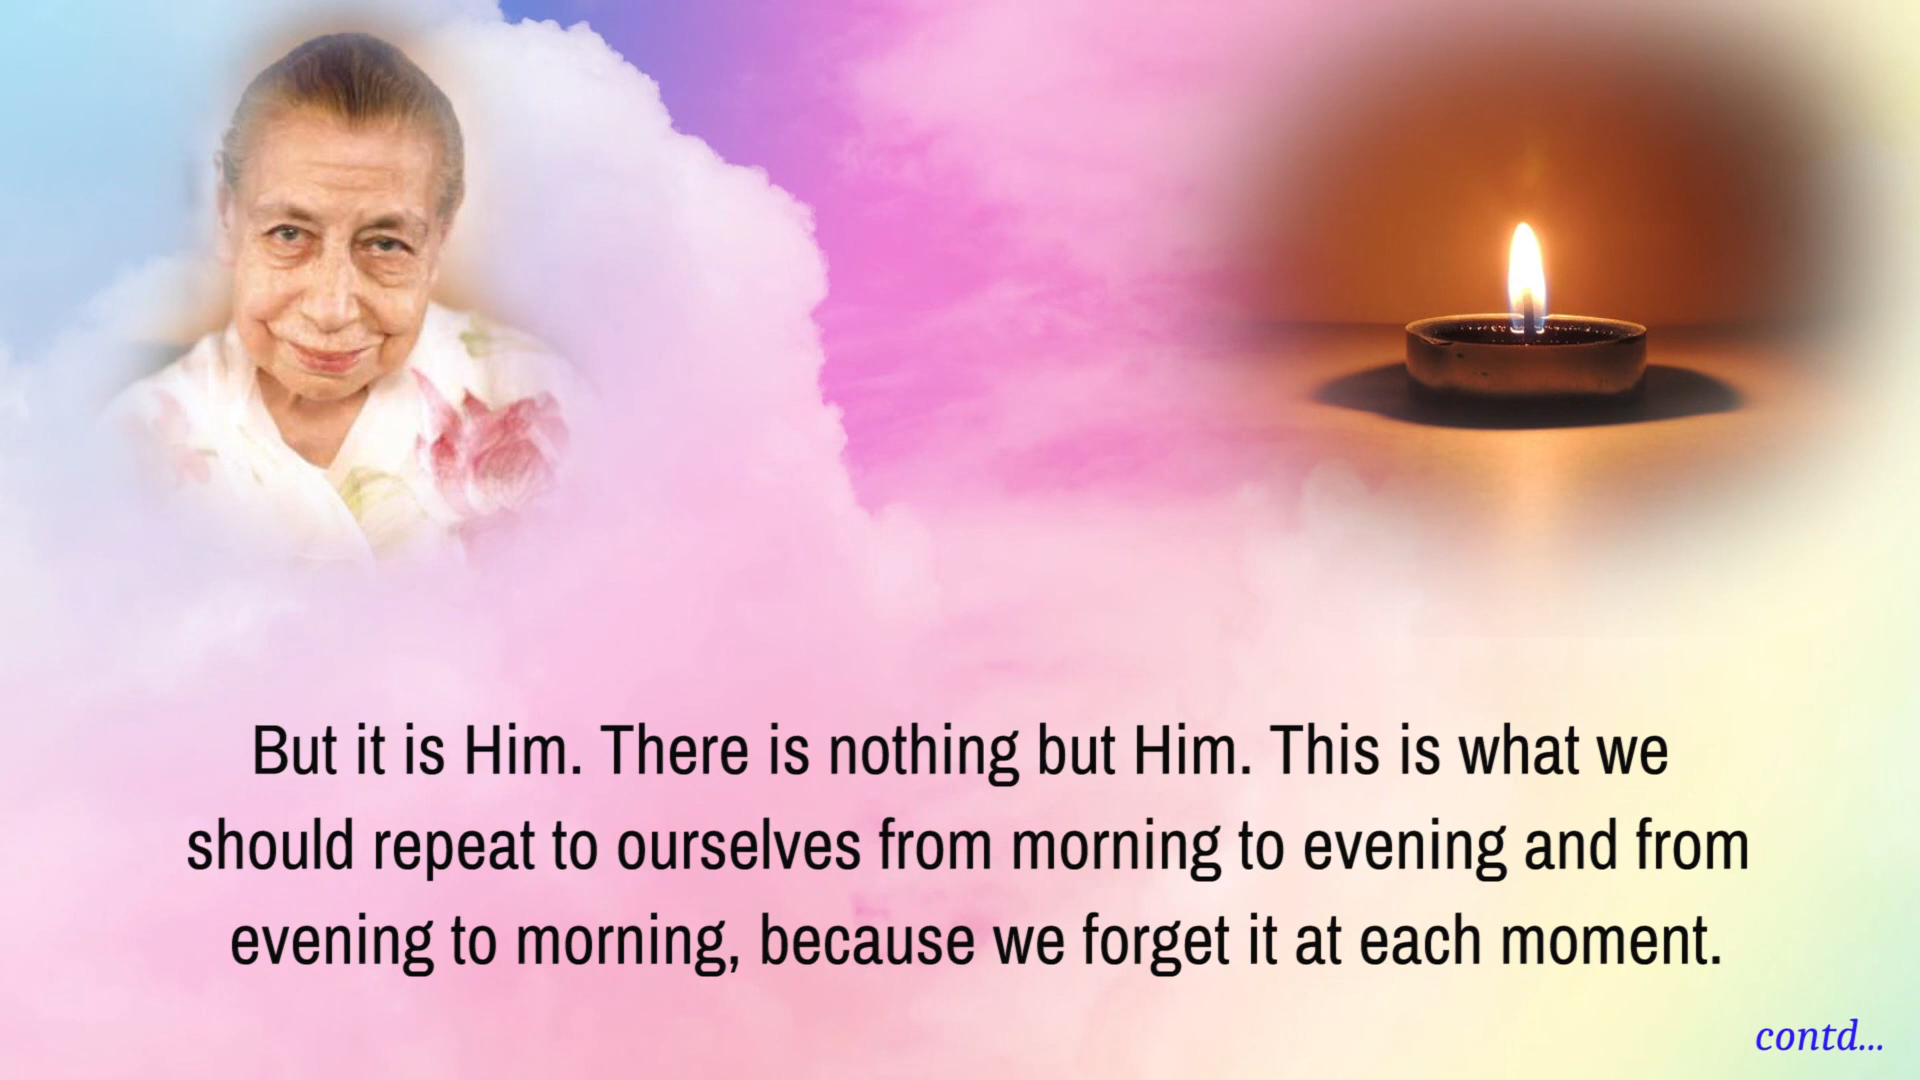 But it is Him. There is nothing but Him. This is what we
should repeat to ourselves from morning to evening and from
evening to morning, because we forget it at each moment.
contd...